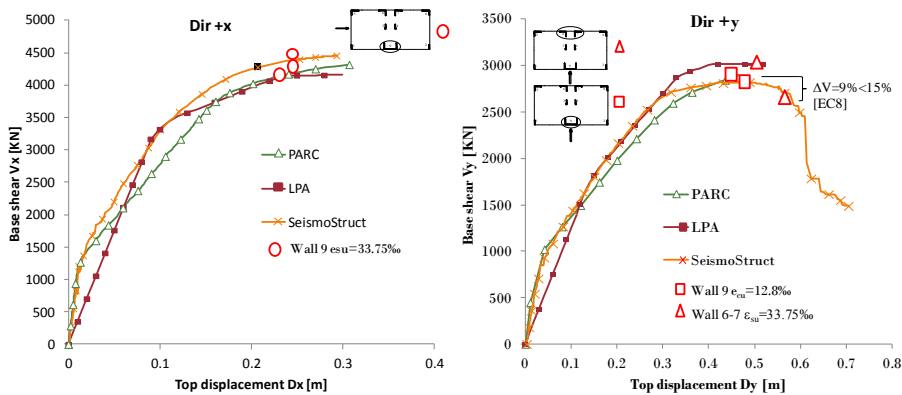 Dir +x
Base shear Vx [KN]
5000
4500
4000
3500
3000
2500
2000
1500
1000
500
0
PARC
LPA
SeismoStruct
Wall 9 esu=33.75‰
0
0.1
0.2
0.3
0.4
Top displacement Dx [m]
Dir +y
Base shear Vy [KN]
3500
3000
2500
2000
1500
1000
500
0
ΔV=9%<15%
[EC8]
PARC
LPA
SeismoStruct
Wall 9 ecu=12.8‰
Wall 6-7 εsu=33.75‰
0
0.1
0.2
0.3
0.4
0.5
0.6
0.7
0.8
Top displacement Dy [m]